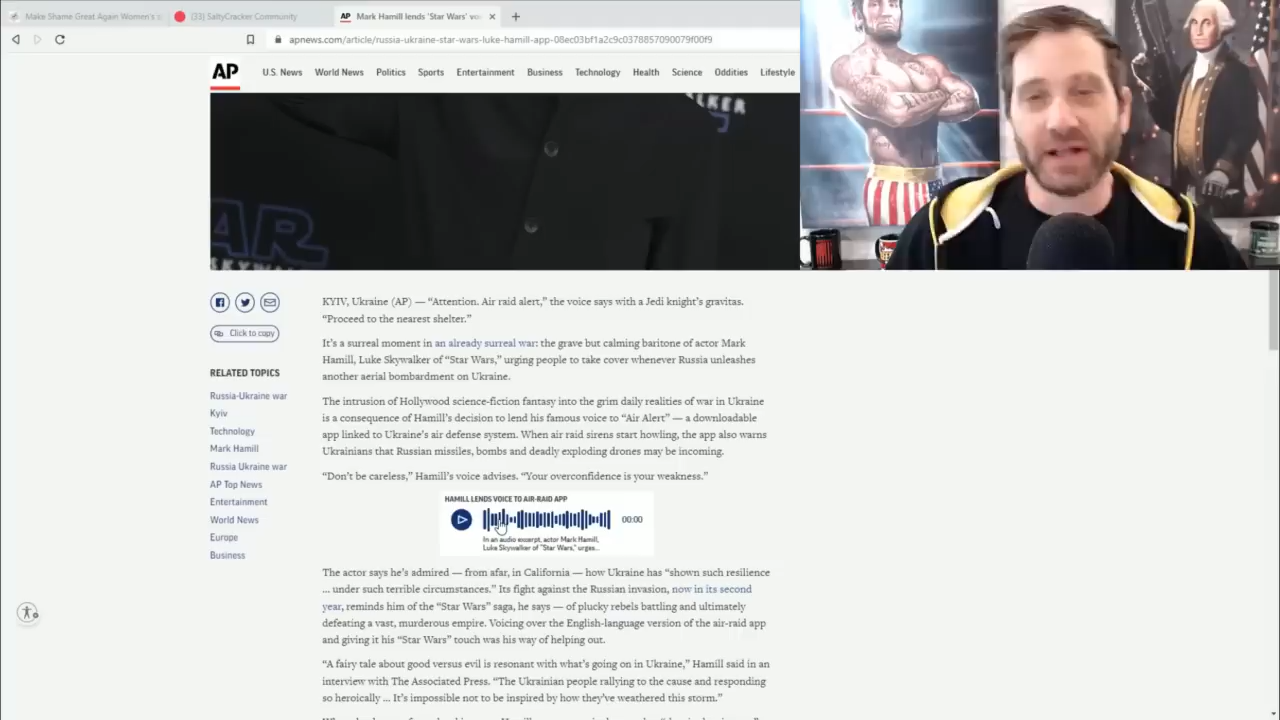 Make Shame Great Again Women's
(33) SaltyCracker Community
AP Mark Hamill lends 'Star Wars' vo
apnews.com/article/russia-ukraine-star-wars-luke-hamill-app-08ec03bf1a2c9c0378857090079f00f9
AP U.S. News World News Politics Sports Entertainment Business Technology Health Science Oddities Lifestyle
LKER
AR
SKYWAL
Click to copy
RELATED TOPICS
Russia-Ukraine war
Kyiv
Technology
Mark Hamill
Russia Ukraine war
AP Top News
Entertainment
World News
Europe
Business
KYIV, Ukraine (AP) — “Attention. Air raid alert,” the voice says with a Jedi knight’s gravitas.
“Proceed to the nearest shelter.”
It’s a surreal moment in an already surreal war: the grave but calming baritone of actor Mark
Hamill, Luke Skywalker of “Star Wars,” urging people to take cover whenever Russia unleashes
another aerial bombardment on Ukraine.
The intrusion of Hollywood science-fiction fantasy into the grim daily realities of war in Ukraine
is a consequence of Hamill’s decision to lend his famous voice to “Air Alert” — a downloadable
app linked to Ukraine’s air defense system. When air raid sirens start howling, the app also warns
Ukrainians that Russian missiles, bombs and deadly exploding drones may be incoming.
“Don’t be careless,” Hamill’s voice advises. “Your overconfidence is your weakness.”
HAMILL LENDS VOICE TO AIR-RAID APP
00:00
In an audio excerpt, actor Mark Hamill,
Luke Skywalker of "Star Wars," urges...
The actor says he’s admired — from afar, in California — how Ukraine has “shown such resilience
... under such terrible circumstances.” Its fight against the Russian invasion, now in its second
year, reminds him of the “Star Wars” saga, he says — of plucky rebels battling and ultimately
defeating a vast, murderous empire. Voicing over the English-language version of the air-raid app
and giving it his “Star Wars” touch was his way of helping out.
“A fairy tale about good versus evil is resonant with what’s going on in Ukraine,” Hamill said in an
interview with The Associated Press. “The Ukrainian people rallying to the cause and responding
so heroically ... It’s impossible not to be inspired by how they’ve weathered this storm.”